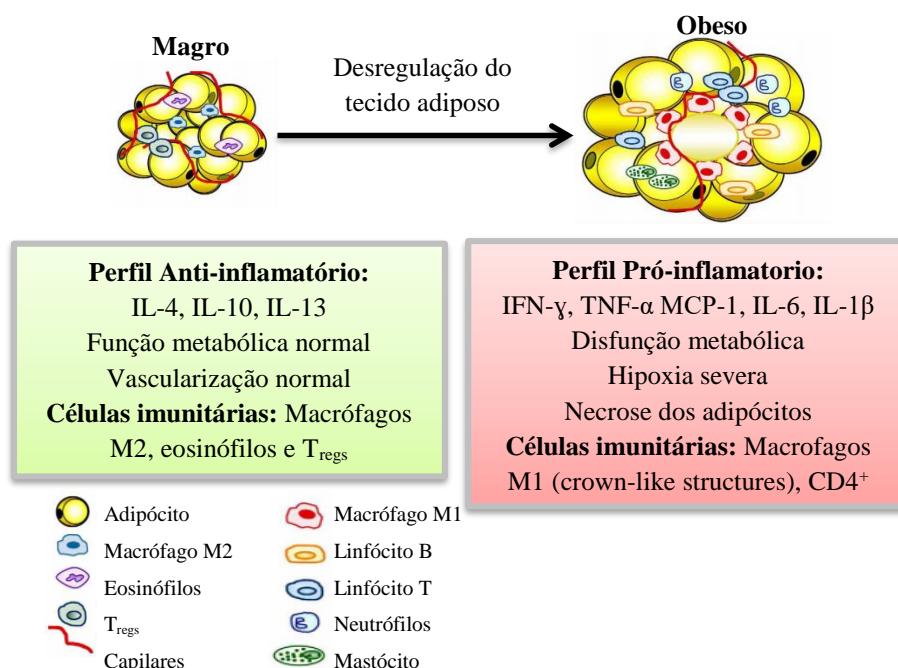 Magro
Obeso
Desregulação do
tecido adiposo
Perfil Anti-inflamatório:
IL-4, IL-10, IL-13
Função metabólica normal
Vascularização normal
Células imunitárias: Macrófagos
M2, eosinófilos e Tregs
Perfil Pró-inflamatorio:
IFN-ɣ, TNF-α MCP-1, IL-6, IL-1β
Disfunção metabólica
Hipoxia severa
Necrose dos adipócitos
Células imunitárias: Macrofagos
M1 (crown-like structures), CD4+
Adipócito
Macrófago M2
Eosinófilos
Tregs
Capilares
Macrófago M1
Linfócito B
Linfócito T
Neutrófilos
Mastócito